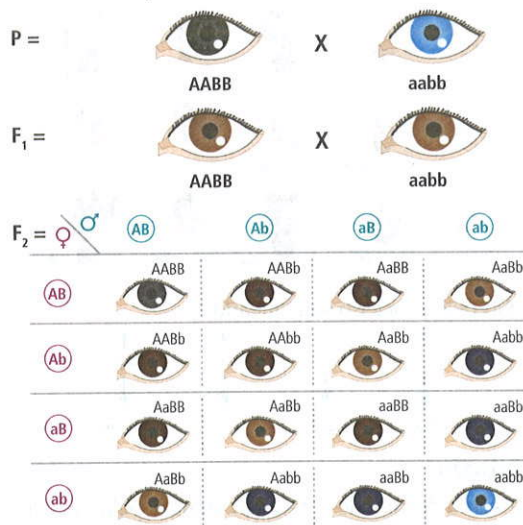 P = X
AABB aabb
F₁ = X
AABB aabb
F₂ = ♀ ♂ AB Ab aB ab
AABB AABb AaBB AaBb
AB
AABb AAbb AaBb Aabb
Ab
AaBB AaBb aaBB aaBb
aB
AaBb Aabb aaBb aabb
ab